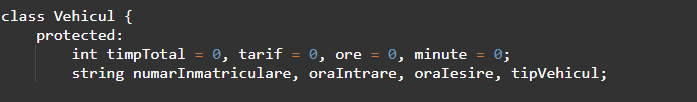 class Vehicul {
    protected:
        int timpTotal = 0, tarif = 0, ore = 0, minute = 0;
        string numarInmatriculare, oraIntrare, oraIesire, tipVehicul;